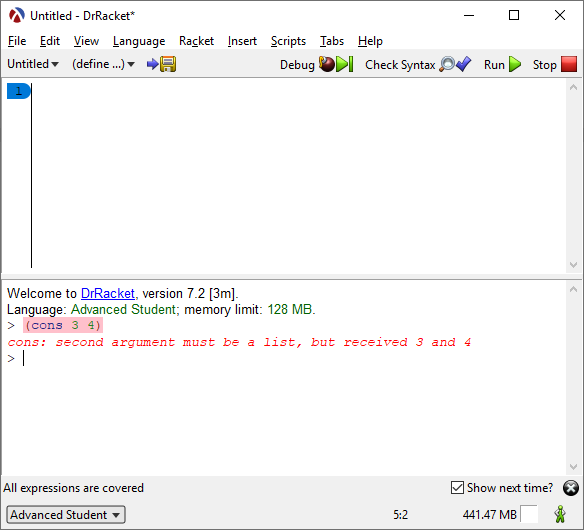 Untitled - DrRacket*
File Edit View Language Racket Insert Scripts Tabs Help
Untitled (define ...) Debug Check Syntax Run Stop
1
Welcome to DrRacket, version 7.2 [3m].
Language: Advanced Student; memory limit: 128 MB.
> (cons 3 4)
cons: second argument must be a list, but received 3 and 4
>
All expressions are covered Show next time?
Advanced Student 5:2 441.47 MB